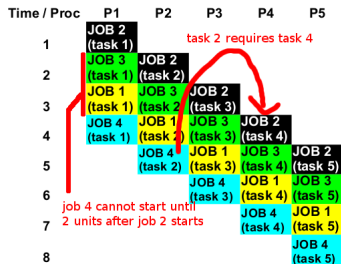 Time / Proc P1 P2 P3 P4 P5
task 2 requires task 4
1 JOB 2 (task 1)
2 JOB 3 (task 1) JOB 2 (task 2)
3 JOB 1 (task 1) JOB 3 (task 2) JOB 2 (task 3)
4 JOB 4 (task 1) JOB 1 (task 2) JOB 3 (task 3) JOB 2 (task 4)
5 JOB 4 (task 2) JOB 1 (task 3) JOB 3 (task 4) JOB 2 (task 5)
6 JOB 4 (task 3) JOB 1 (task 4) JOB 3 (task 5)
7 JOB 4 (task 4) JOB 1 (task 5)
8 JOB 4 (task 5)
job 4 cannot start until
2 units after job 2 starts